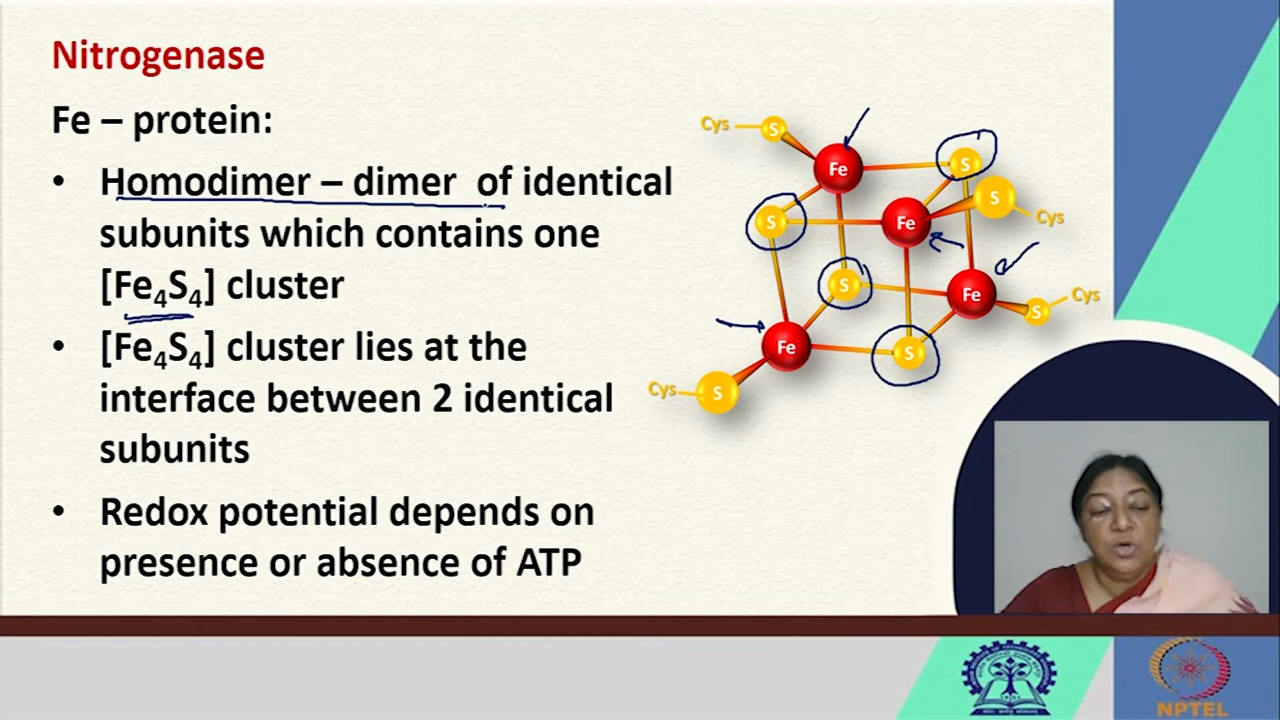 Nitrogenase
Fe – protein:
• Homodimer – dimer of identical
subunits which contains one
[Fe₄S₄] cluster
• [Fe₄S₄] cluster lies at the
interface between 2 identical
subunits
• Redox potential depends on
presence or absence of ATP
Cys S
Fe
S
S
Cys
S
Fe
S
Fe
S
Cys
Fe
S
Cys S
NPTEL